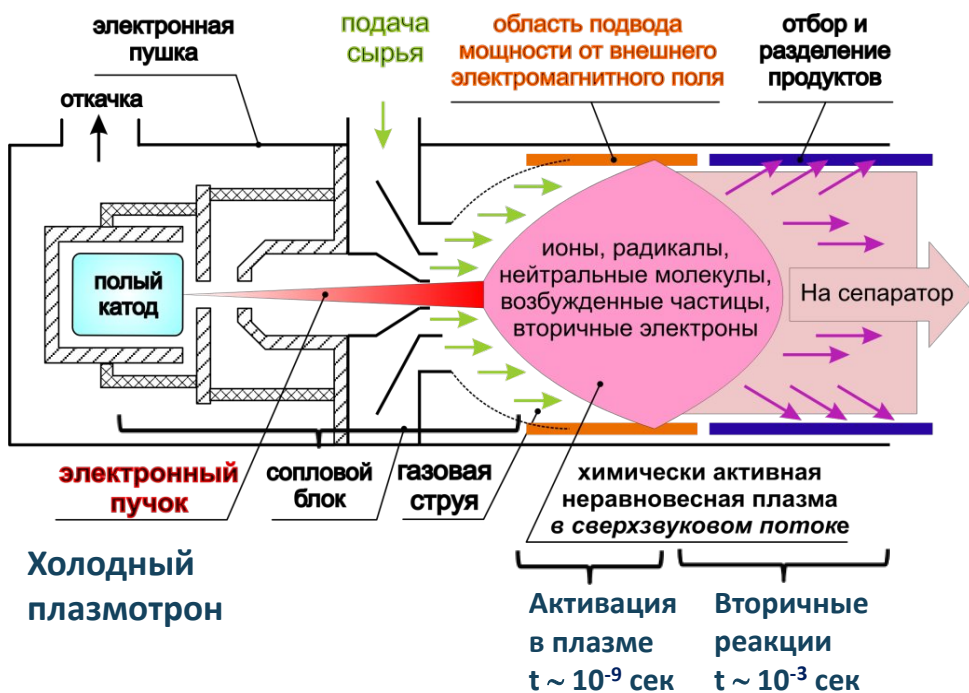 электронная
пушка
откачка
подача
сырья
область подвода
мощности от внешнего
электромагнитного поля
отбор и
разделение
продуктов
полый
катод
ионы, радикалы,
нейтральные молекулы,
возбужденные частицы,
вторичные электроны
На сепаратор
электронный
пучок
сопловой
блок
газовая
струя
химически активная
неравновесная плазма
в сверхзвуковом потоке
Холодный
плазмотрон
Активация
в плазме
t ~ 10⁻⁹ сек
Вторичные
реакции
t ~ 10⁻³ сек